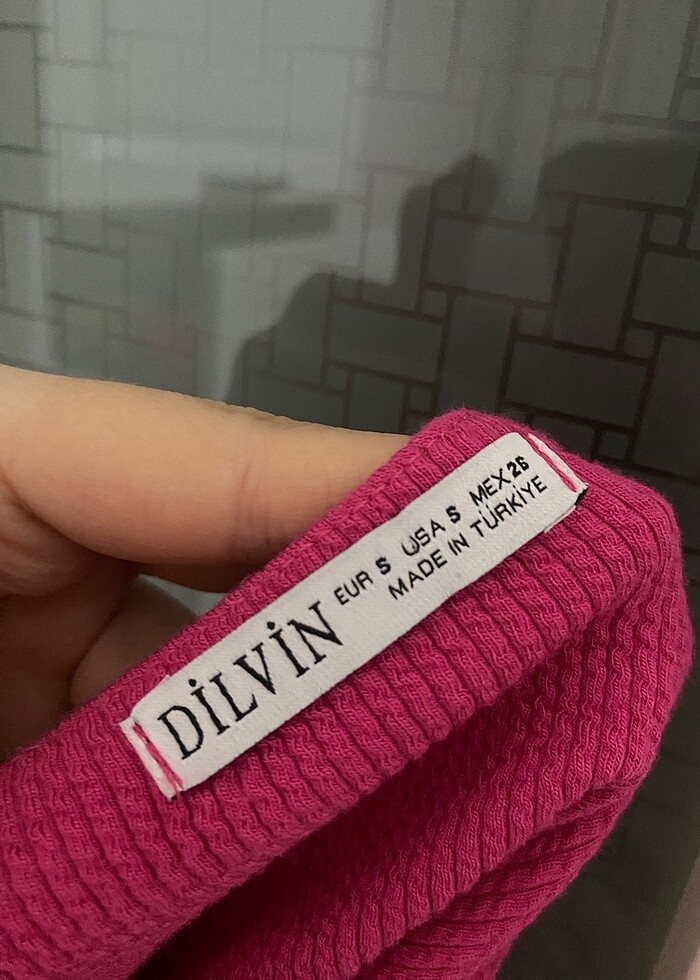 DİLVİN
EUR S USA S MEX 26
MADE IN TÜRKİYE